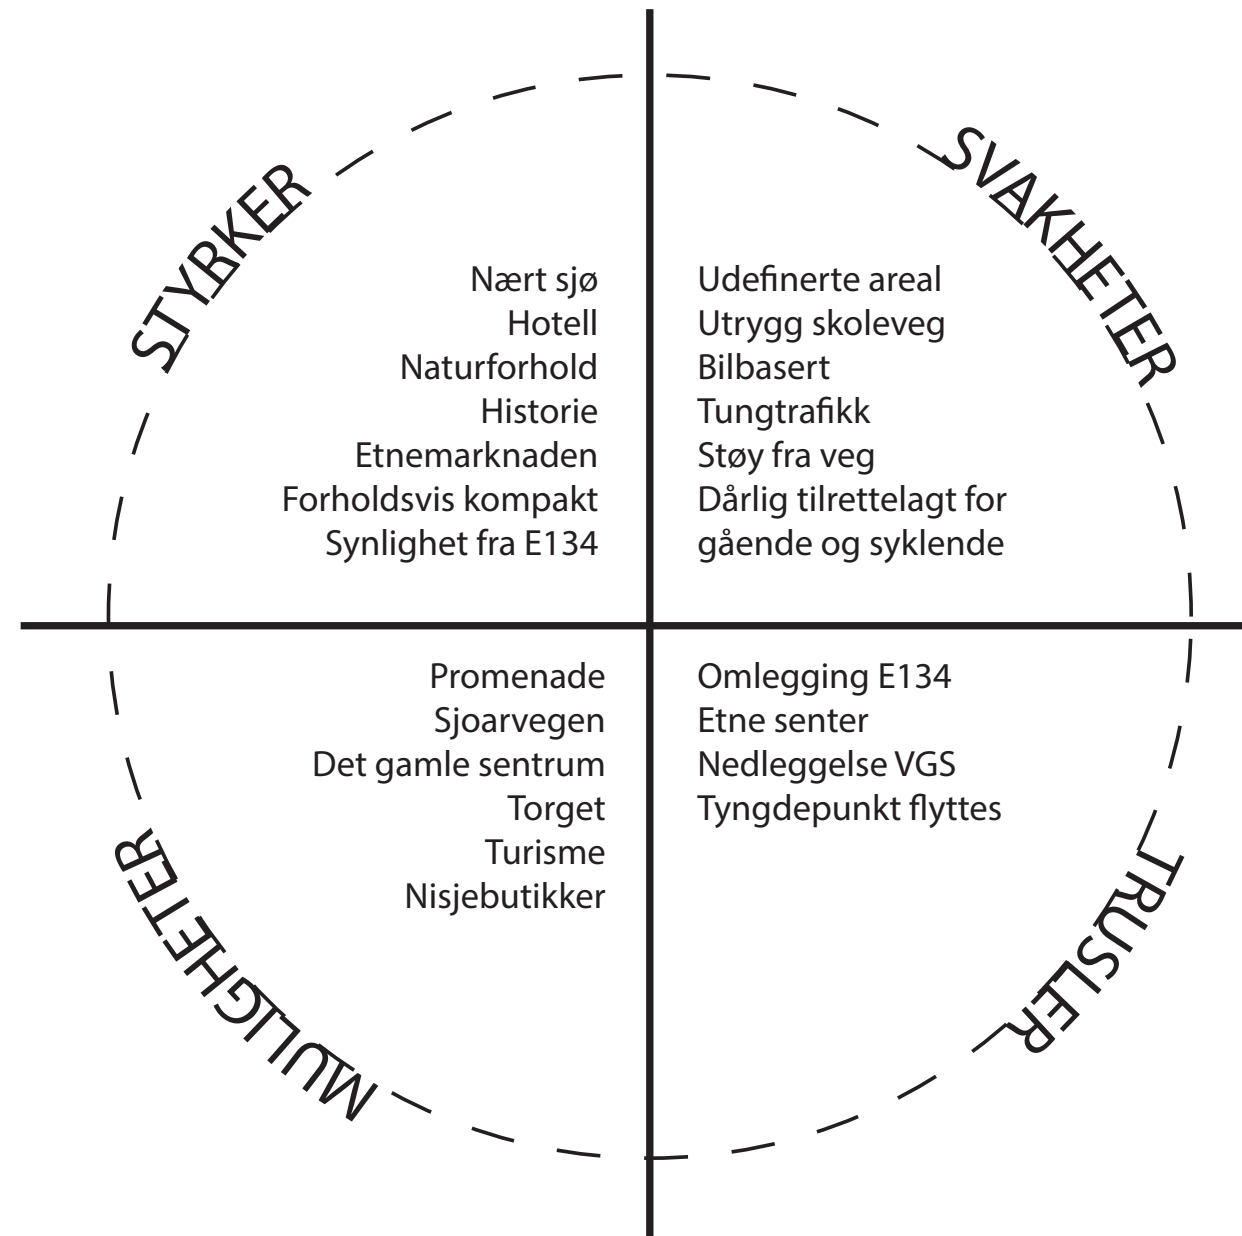 STYRKER
Nært sjø
Hotell
Naturforhold
Historie
Etnemarknaden
Forholdsvis kompakt
Synlighet fra E134
SVAKHETER
Udefinerte areal
Utrygg skoleveg
Bilbasert
Tungtrafikk
Støy fra veg
Dårlig tilrettelagt for
gående og syklende
MULIGHETER
Promenade
Sjoarvegen
Det gamle sentrum
Torget
Turisme
Nisjebutikker
TRUSLER
Omlegging E134
Etne senter
Nedleggelse VGS
Tyngdepunkt flyttes